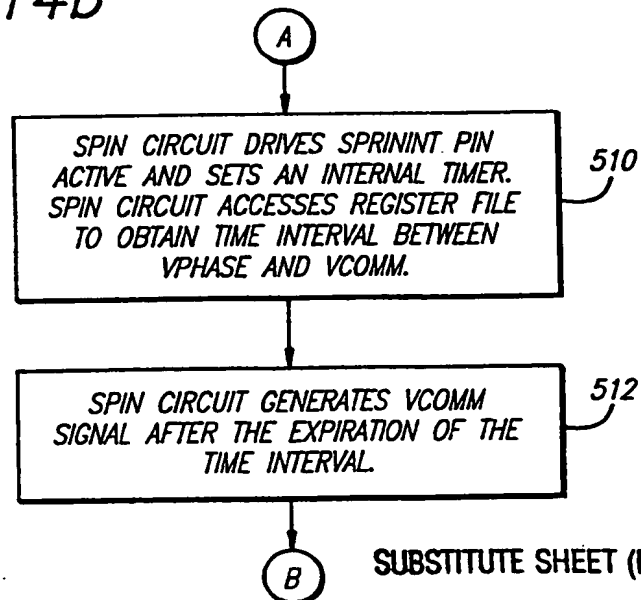 14b
A
SPIN CIRCUIT DRIVES SPRININT PIN
ACTIVE AND SETS AN INTERNAL TIMER.
SPIN CIRCUIT ACCESSES REGISTER FILE
TO OBTAIN TIME INTERVAL BETWEEN
VPHASE AND VCOMM.
510
SPIN CIRCUIT GENERATES VCOMM
SIGNAL AFTER THE EXPIRATION OF THE
TIME INTERVAL.
512
B
SUBSTITUTE SHEET (